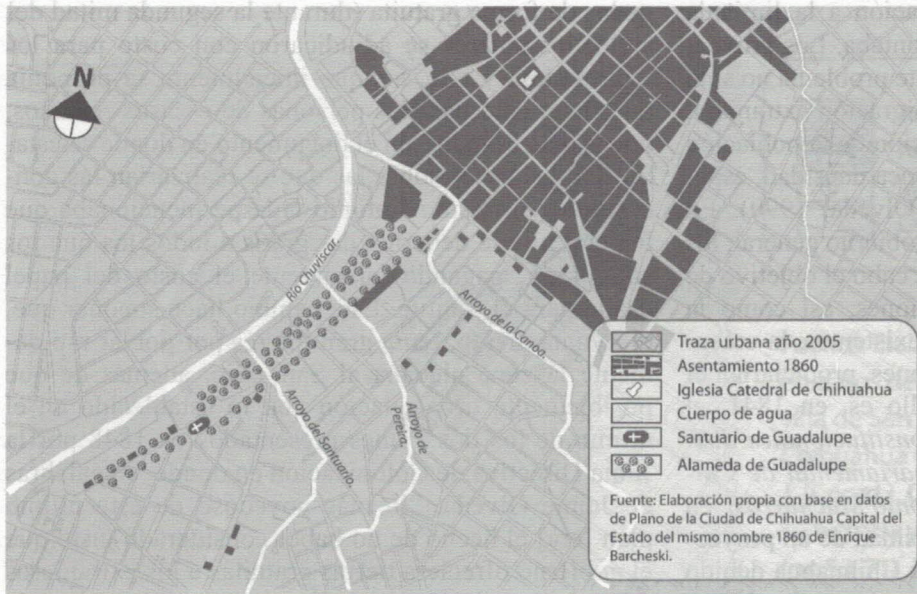 N
Río Chuvíscar.
Arroyo de la Canoa.
Arroyo de
Pereira.
Arroyo del Santuario.
Traza urbana año 2005
Asentamiento 1860
Iglesia Catedral de Chihuahua
Cuerpo de agua
Santuario de Guadalupe
Alameda de Guadalupe
Fuente: Elaboración propia con base en datos
de Plano de la Ciudad de Chihuahua Capital del
Estado del mismo nombre 1860 de Enrique
Barcheski.